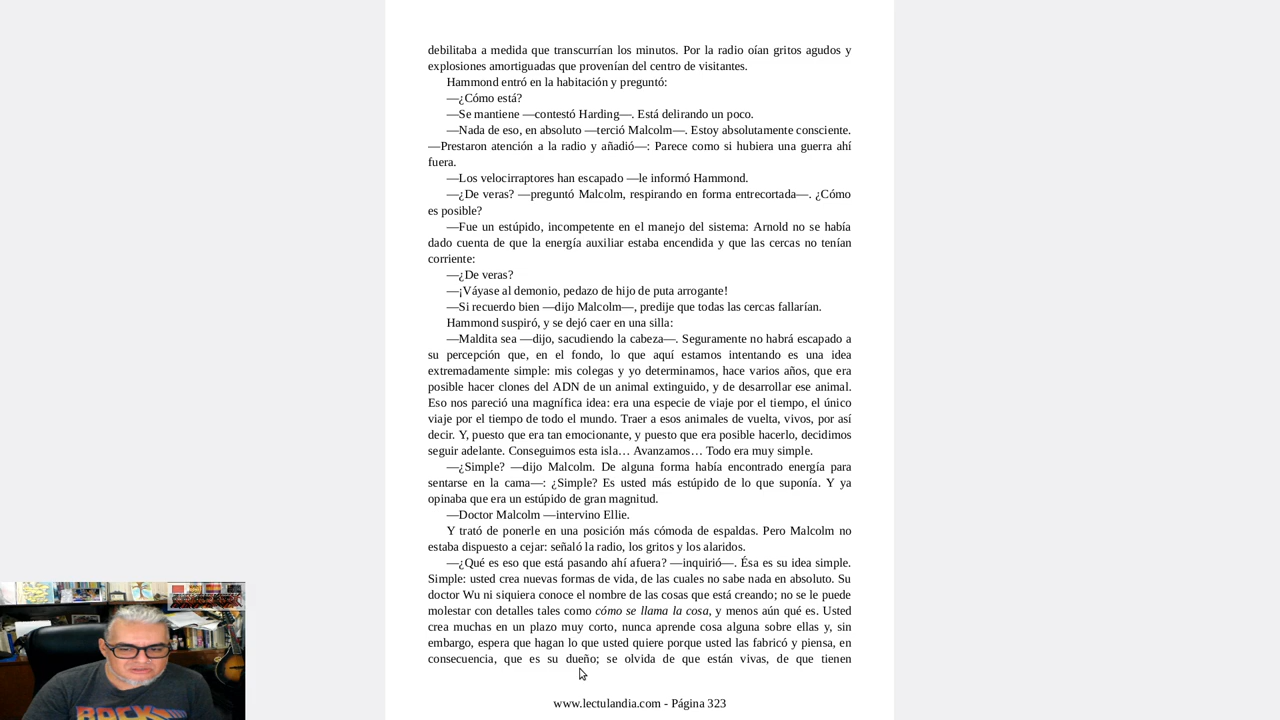 debilitaba a medida que transcurrían los minutos. Por la radio oían gritos agudos y
explosiones amortiguadas que provenían del centro de visitantes.
Hammond entró en la habitación y preguntó:
—¿Cómo está?
—Se mantiene —contestó Harding—. Está delirando un poco.
—Nada de eso, en absoluto —terció Malcolm—. Estoy absolutamente consciente.
—Prestaron atención a la radio y añadió—: Parece como si hubiera una guerra ahí
fuera.
—Los velocirraptores han escapado —le informó Hammond.
—¿De veras? —preguntó Malcolm, respirando en forma entrecortada—. ¿Cómo
es posible?
—Fue un estúpido, incompetente en el manejo del sistema: Arnold no se había
dado cuenta de que la energía auxiliar estaba encendida y que las cercas no tenían
corriente:
—¿De veras?
—¡Váyase al demonio, pedazo de hijo de puta arrogante!
—Si recuerdo bien —dijo Malcolm—, predije que todas las cercas fallarían.
Hammond suspiró, y se dejó caer en una silla:
—Maldita sea —dijo, sacudiendo la cabeza—. Seguramente no habrá escapado a
su percepción que, en el fondo, lo que aquí estamos intentando es una idea
extremadamente simple: mis colegas y yo determinamos, hace varios años, que era
posible hacer clones del ADN de un animal extinguido, y de desarrollar ese animal.
Eso nos pareció una magnífica idea: era una especie de viaje por el tiempo, el único
viaje por el tiempo de todo el mundo. Traer a esos animales de vuelta, vivos, por así
decir. Y, puesto que era tan emocionante, y puesto que era posible hacerlo, decidimos
seguir adelante. Conseguimos esta isla… Avanzamos… Todo era muy simple.
—¿Simple? —dijo Malcolm. De alguna forma había encontrado energía para
sentarse en la cama—: ¿Simple? Es usted más estúpido de lo que suponía. Y ya
opinaba que era un estúpido de gran magnitud.
—Doctor Malcolm —intervino Ellie.
Y trató de ponerle en una posición más cómoda de espaldas. Pero Malcolm no
estaba dispuesto a cejar: señaló la radio, los gritos y los alaridos.
—¿Qué es eso que está pasando ahí afuera? —inquirió—. Ésa es su idea simple.
Simple: usted crea nuevas formas de vida, de las cuales no sabe nada en absoluto. Su
doctor Wu ni siquiera conoce el nombre de las cosas que está creando; no se le puede
molestar con detalles tales como cómo se llama la cosa, y menos aún qué es. Usted
crea muchas en un plazo muy corto, nunca aprende cosa alguna sobre ellas y, sin
embargo, espera que hagan lo que usted quiere porque usted las fabricó y piensa, en
consecuencia, que es su dueño; se olvida de que están vivas, de que tienen
www.lectulandia.com - Página 323
ROCK